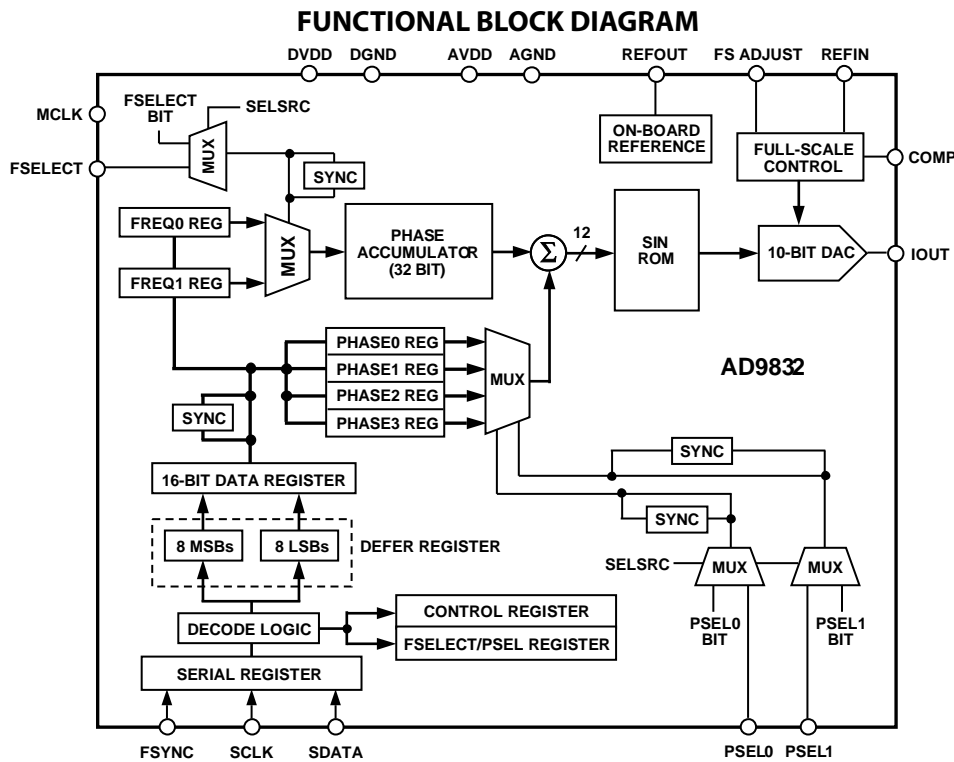 FUNCTIONAL BLOCK DIAGRAM
DVDD DGND AVDD AGND REFOUT FS ADJUST REFIN
MCLK
FSELECT
BIT
SELSRC
FSELECT
MUX
SYNC
ON-BOARD
REFERENCE
FULL-SCALE
CONTROL
COMP
FREQ0 REG
FREQ1 REG
MUX
PHASE
ACCUMULATOR
(32 BIT)
Σ
12
SIN
ROM
10-BIT DAC
IOUT
PHASE0 REG
PHASE1 REG
PHASE2 REG
PHASE3 REG
MUX
AD9832
SYNC
SYNC
16-BIT DATA REGISTER
SYNC
8 MSBs
8 LSBs
DEFER REGISTER
SELSRC
MUX
MUX
PSEL0
BIT
PSEL1
BIT
DECODE LOGIC
CONTROL REGISTER
FSELECT/PSEL REGISTER
SERIAL REGISTER
FSYNC SCLK SDATA PSEL0 PSEL1